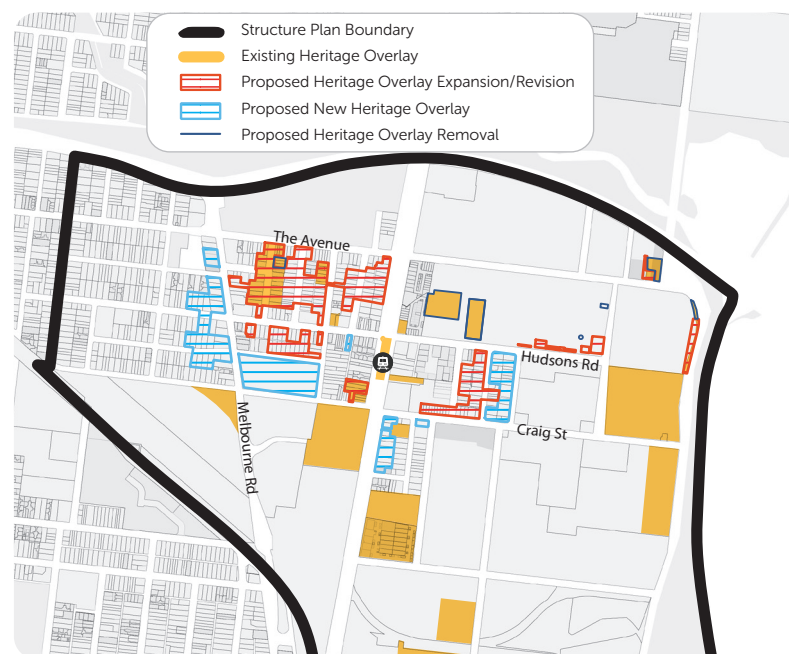 Structure Plan Boundary
Existing Heritage Overlay
Proposed Heritage Overlay Expansion/Revision
Proposed New Heritage Overlay
Proposed Heritage Overlay Removal
The Avenue
Hudsons Rd
Melbourne Rd
Craig St